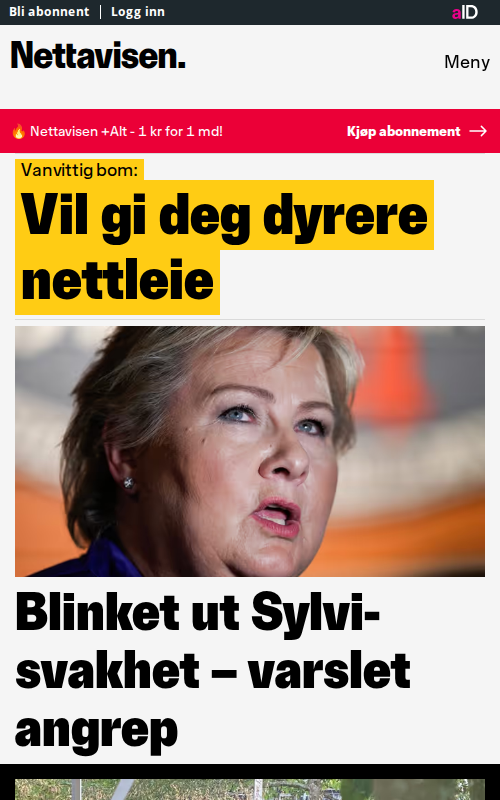 Bli abonnent | Logg inn
aID
Nettavisen.
Meny
🔥 Nettavisen +Alt - 1 kr for 1 md!
Kjøp abonnement →
Vanvittig bom:
Vil gi deg dyrere
nettleie
Blinket ut Sylvi-
svakhet – varslet
angrep